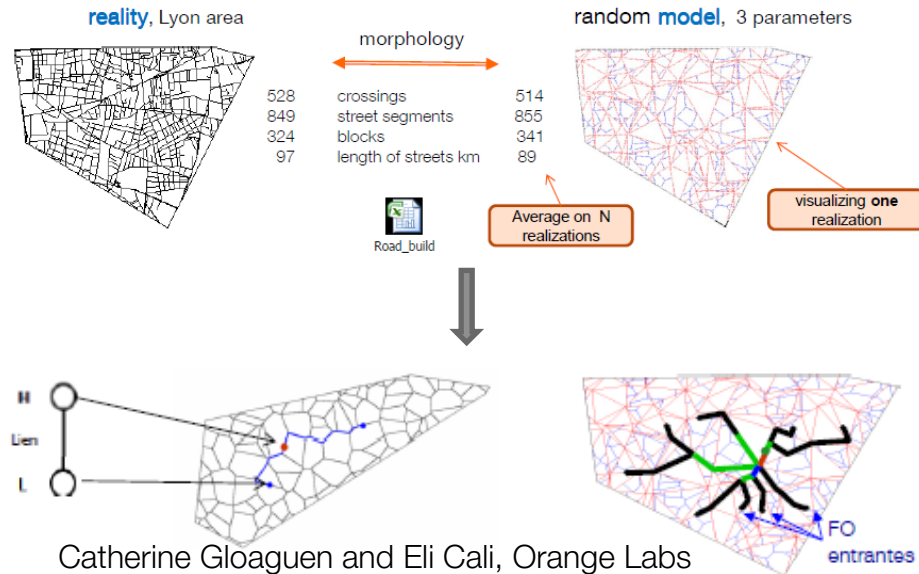 reality, Lyon area
random model, 3 parameters
morphology
528 crossings 514
849 street segments 855
324 blocks 341
97 length of streets km 89
Road_build
Average on N
realizations
visualizing one
realization
H
Lien
L
FO
entrantes
Catherine Gloaguen and Eli Cali, Orange Labs